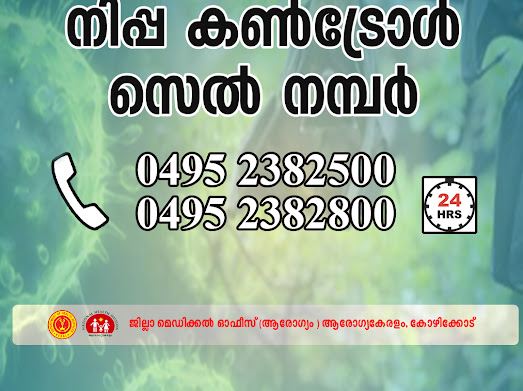 നിപ്പ കൺട്രോൾ
സെൽ നമ്പർ
0495 2382500
0495 2382800
24
HRS
ജില്ലാ മെഡിക്കൽ ഓഫീസ് (ആരോഗ്യം ) ആരോഗ്യകേരളം, കോഴിക്കോട്